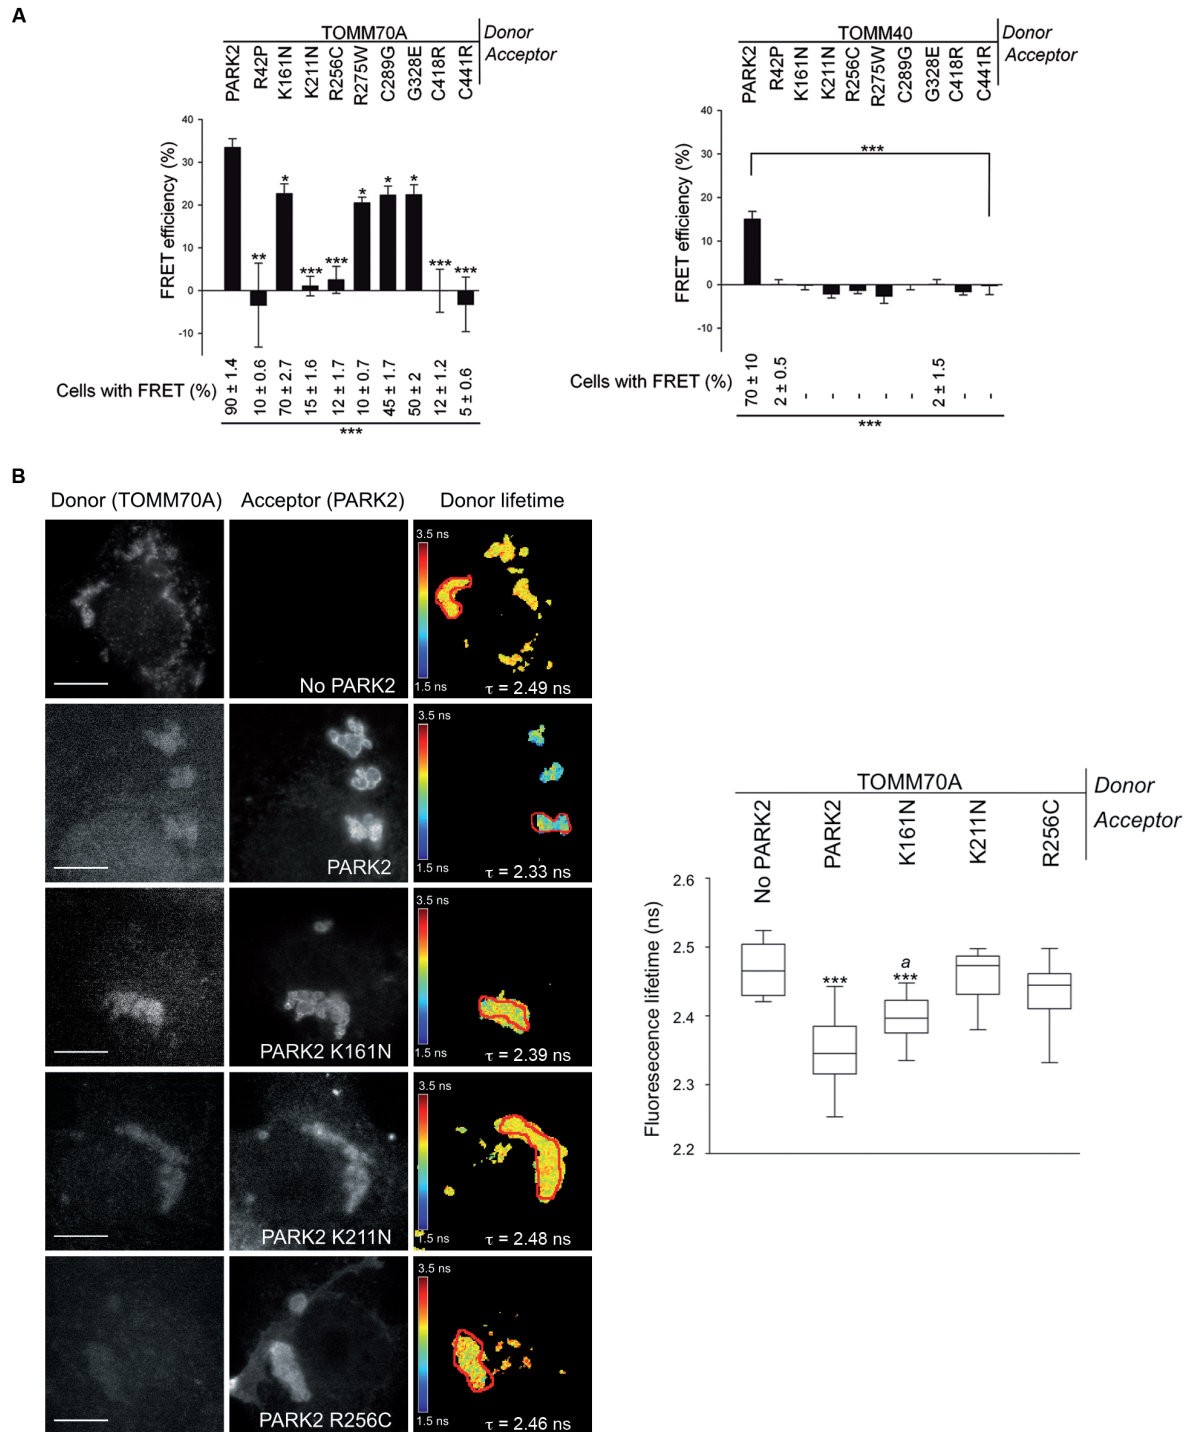 A
TOMM70A Donor
PARK2 R42P K161N K211N R256C R275W C289G G328E C418R C441R Acceptor
FRET efficiency (%)
40
30
20
10
0
-10
* ** *** *** * * * *** ***
Cells with FRET (%) 90 ± 1.4 10 ± 0.6 70 ± 2.7 15 ± 1.6 12 ± 1.7 10 ± 0.7 45 ± 1.7 50 ± 2 12 ± 1.2 5 ± 0.6
***
TOMM40 Donor
PARK2 R42P K161N K211N R256C R275W C289G G328E C418R C441R Acceptor
FRET efficiency (%)
40
30
20
10
0
-10
***
Cells with FRET (%) 70 ± 10 2 ± 0.5 - - - - - 2 ± 1.5 - -
***
B
Donor (TOMM70A) Acceptor (PARK2) Donor lifetime
3.5 ns
No PARK2
1.5 ns τ = 2.49 ns
3.5 ns
PARK2
1.5 ns τ = 2.33 ns
3.5 ns
PARK2 K161N
1.5 ns τ = 2.39 ns
3.5 ns
PARK2 K211N
1.5 ns τ = 2.48 ns
3.5 ns
PARK2 R256C
1.5 ns τ = 2.46 ns
TOMM70A Donor
No PARK2 PARK2 K161N K211N R256C Acceptor
Fluoresecence lifetime (ns)
2.6
2.5
2.4
2.3
2.2
a
*** ***